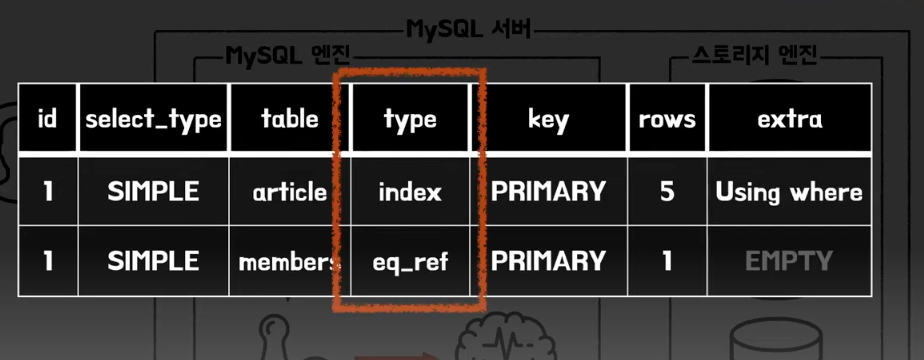 MySQL 서버
MySQL 엔진 스토리지 엔진
id select_type table type key rows extra
1 SIMPLE article index PRIMARY 5 Using where
1 SIMPLE members eq_ref PRIMARY 1 EMPTY